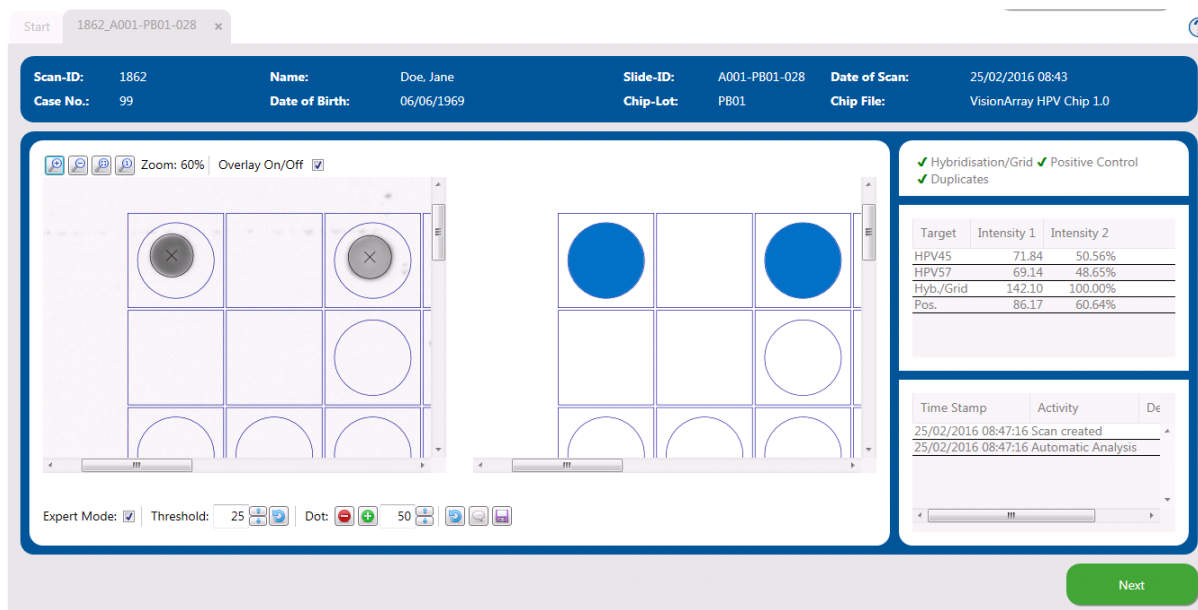 Start 1862_A001-PB01-028 ×
Scan-ID: 1862 Name: Doe, Jane Slide-ID: A001-PB01-028 Date of Scan: 25/02/2016 08:43
Case No.: 99 Date of Birth: 06/06/1969 Chip-Lot: PB01 Chip File: VisionArray HPV Chip 1.0
Zoom: 60% Overlay On/Off
Hybridisation/Grid Positive Control
Duplicates
Target Intensity 1 Intensity 2
HPV45 71.84 50.56%
HPV57 69.14 48.65%
Hyb./Grid 142.10 100.00%
Pos. 86.17 60.64%
Time Stamp Activity De
25/02/2016 08:47:16 Scan created
25/02/2016 08:47:16 Automatic Analysis
Expert Mode: Threshold: 25 Dot: 50
Next